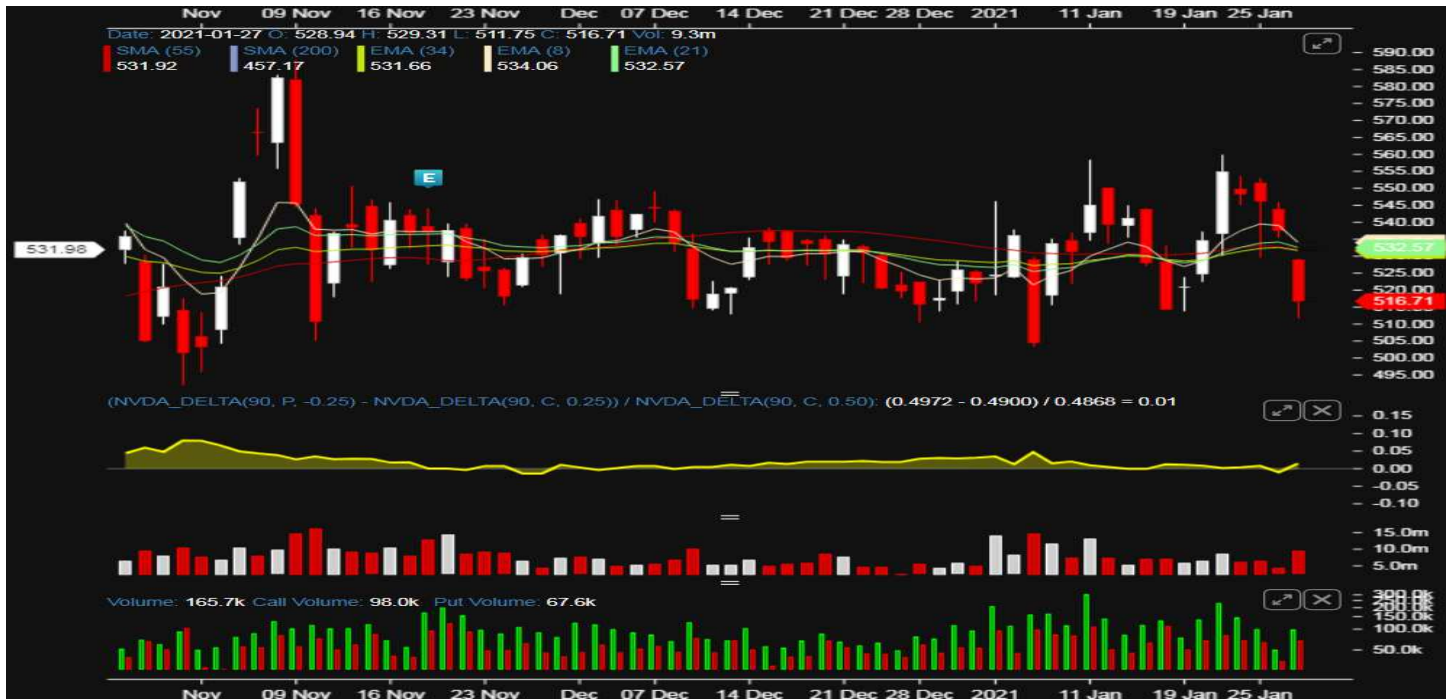 Nov 09 Nov 16 Nov 23 Nov Dec 07 Dec 14 Dec 21 Dec 28 Dec 2021 11 Jan 19 Jan 25 Jan
Date: 2021-01-27 O: 528.94 H: 529.31 L: 511.75 C: 516.71 Vol: 9.3m
SMA (55) SMA (200) EMA (34) EMA (8) EMA (21)
531.92 457.17 531.66 534.06 532.57
590.00
585.00
580.00
575.00
570.00
565.00
560.00
555.00
E
550.00
545.00
540.00
531.98
532.57
525.00
520.00
516.71
510.00
505.00
500.00
495.00
(NVDA_DELTA(90, P, -0.25) - NVDA_DELTA(90, C, 0.25)) / NVDA_DELTA(90, C, 0.50): (0.4972 - 0.4900) / 0.4868 = 0.01
0.15
0.10
0.05
0.00
-0.05
-0.10
15.0m
10.0m
5.0m
Volume: 165.7k Call Volume: 98.0k Put Volume: 67.6k
300.0k
200.0k
150.0k
100.0k
50.0k
Nov 09 Nov 16 Nov 23 Nov Dec 07 Dec 14 Dec 21 Dec 28 Dec 2021 11 Jan 19 Jan 25 Jan